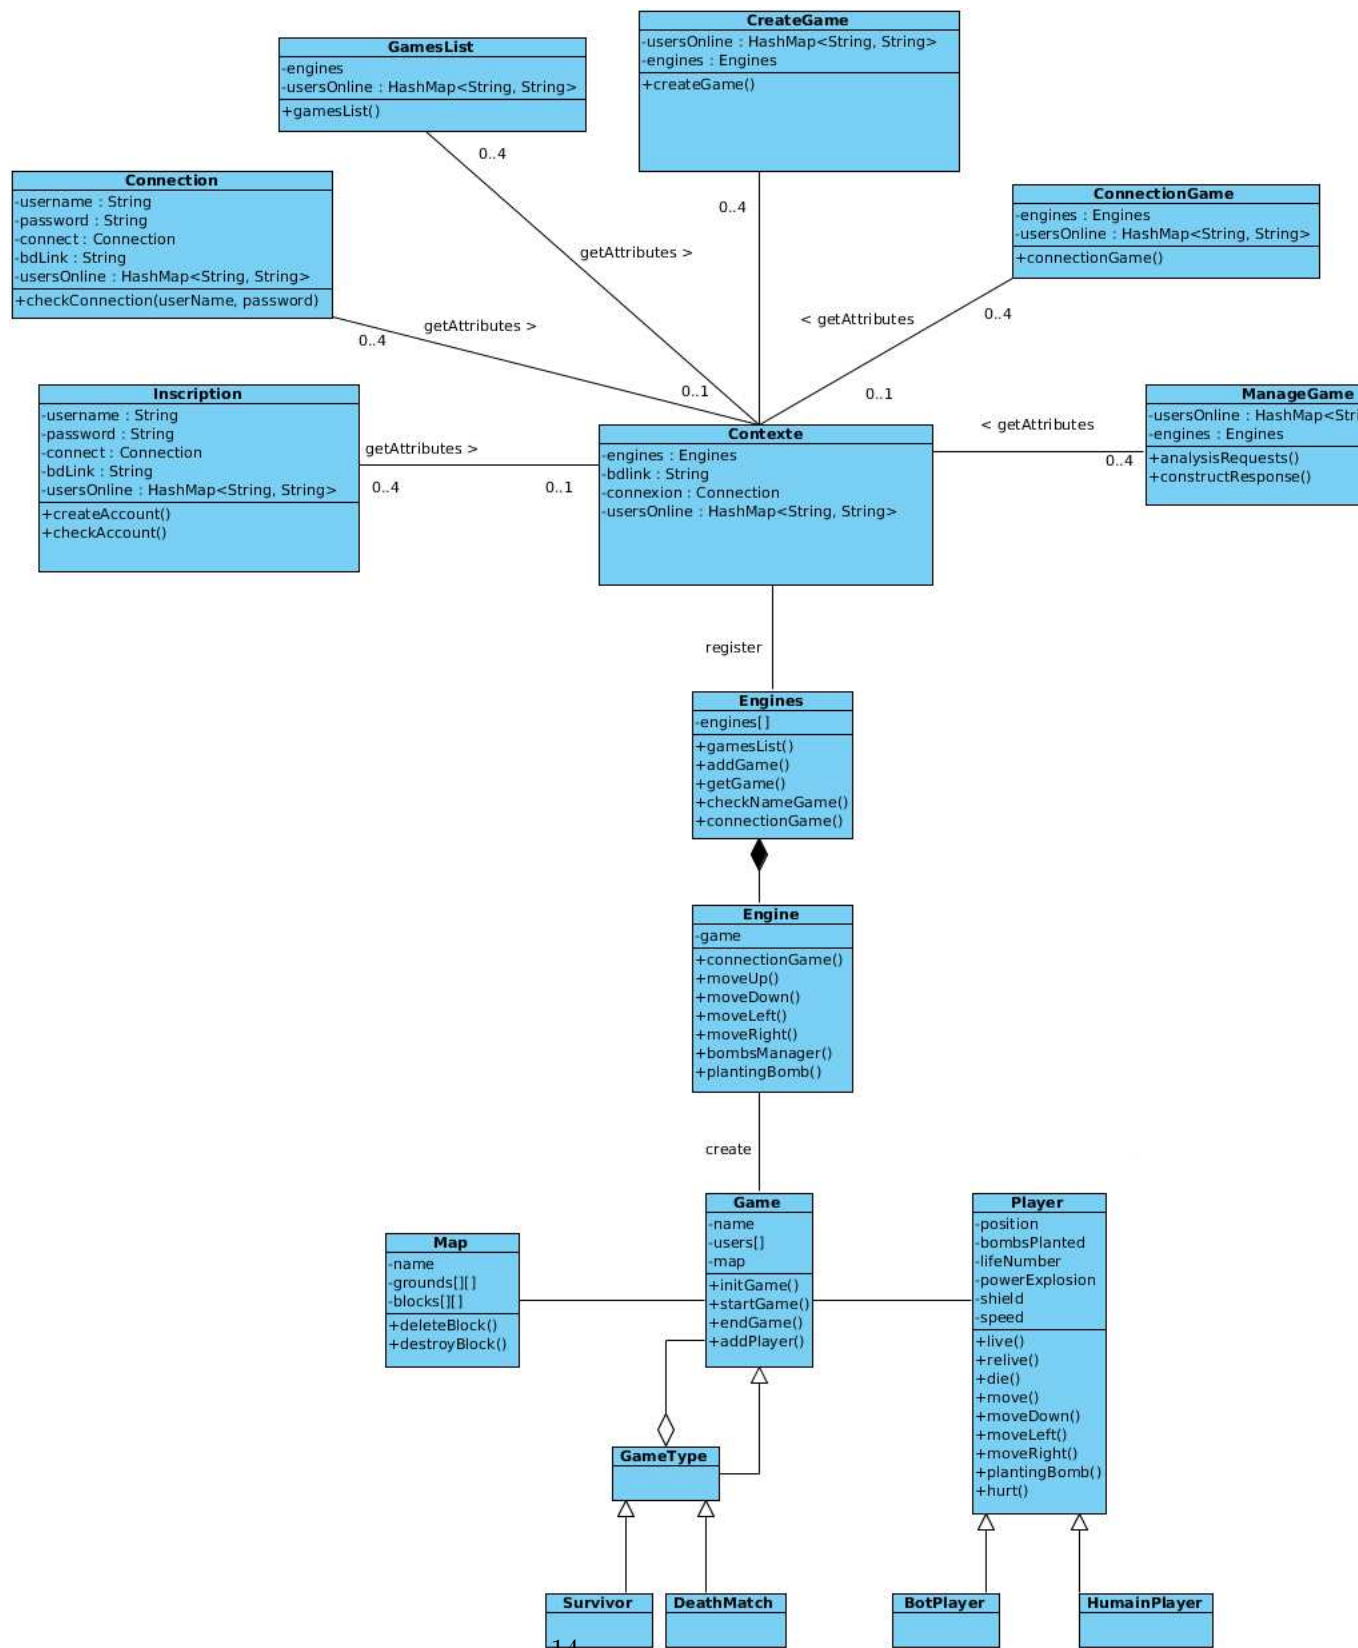 CreateGame
-usersOnline : HashMap<String, String>
-engines : Engines
+createGame()
GamesList
-engines
-usersOnline : HashMap<String, String>
+gamesList()
0..4
Connection
-username : String
-password : String
-connect : Connection
-bdLink : String
-usersOnline : HashMap<String, String>
+checkConnection(userName, password)
ConnectionGame
-engines : Engines
-usersOnline : HashMap<String, String>
+connectionGame()
0..4
getAttributes >
getAttributes >
0..4
< getAttributes
0..4
0..1
0..1
Inscription
-username : String
-password : String
-connect : Connection
-bdLink : String
-usersOnline : HashMap<String, String>
+createAccount()
+checkAccount()
getAttributes >
0..4
0..1
Contexte
-engines : Engines
-bdlink : String
-connexion : Connection
-usersOnline : HashMap<String, String>
< getAttributes
0..4
ManageGame
-usersOnline : HashMap<Stri
-engines : Engines
+analysisRequests()
+constructResponse()
register
Engines
-engines[]
+gamesList()
+addGame()
+getGame()
+checkNameGame()
+connectionGame()
Engine
-game
+connectionGame()
+moveUp()
+moveDown()
+moveLeft()
+moveRight()
+bombsManager()
+plantingBomb()
create
Map
-name
-grounds[][]
-blocks[][]
+deleteBlock()
+destroyBlock()
Game
-name
-users[]
-map
+initGame()
+startGame()
+endGame()
+addPlayer()
Player
-position
-bombsPlanted
-lifeNumber
-powerExplosion
-shield
-speed
+live()
+relive()
+die()
+move()
+moveDown()
+moveLeft()
+moveRight()
+plantingBomb()
+hurt()
GameType
Survivor
DeathMatch
BotPlayer
HumainPlayer
14